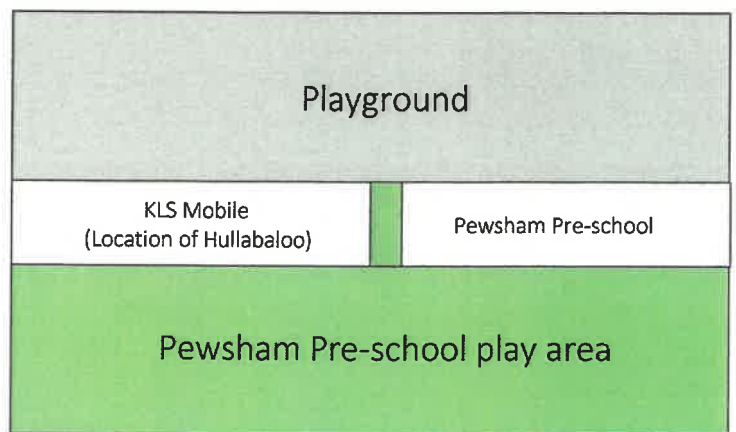 Playground
KLS Mobile
(Location of Hullabaloo)
Pewsham Pre-school
Pewsham Pre-school play area